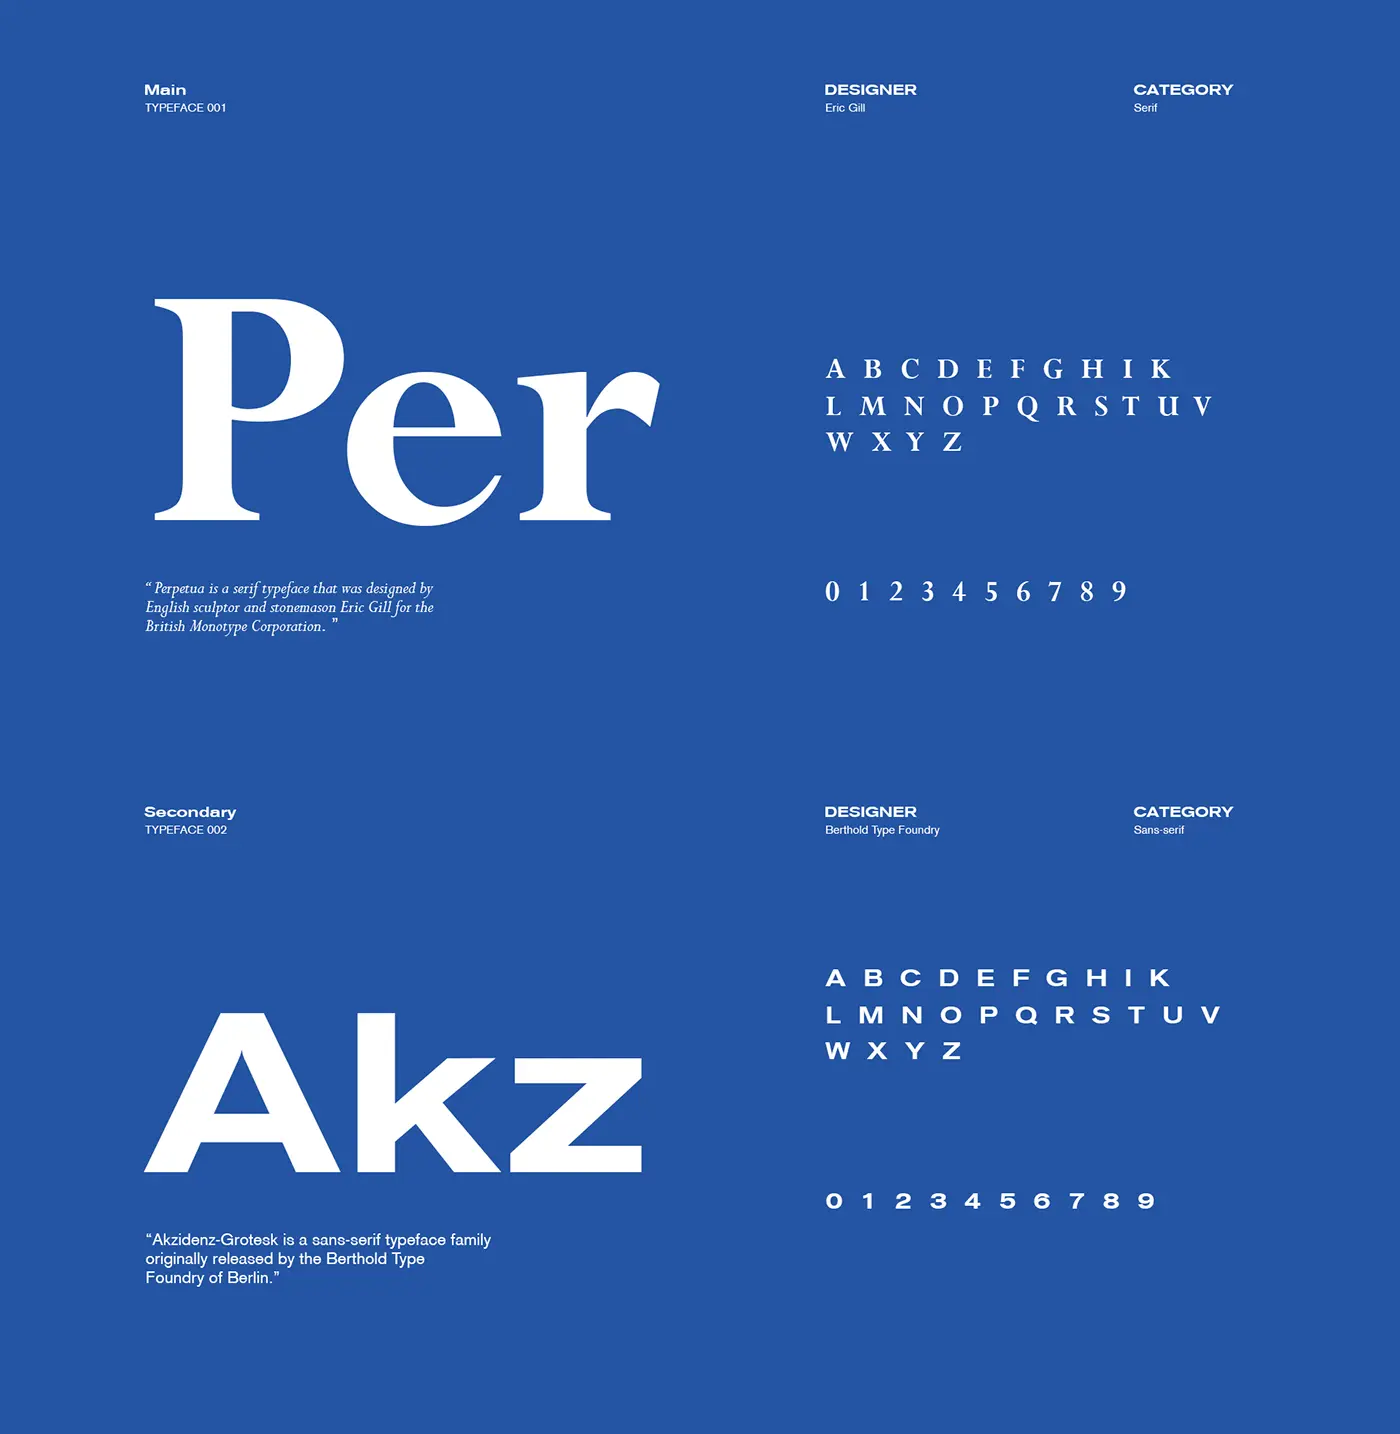 Main
TYPEFACE 001
DESIGNER
Eric Gill
CATEGORY
Serif
Per
A B C D E F G H I K
L M N O P Q R S T U V
W X Y Z
“ Perpetua is a serif typeface that was designed by
English sculptor and stonemason Eric Gill for the
British Monotype Corporation. ”
0 1 2 3 4 5 6 7 8 9
Secondary
TYPEFACE 002
DESIGNER
Berthold Type Foundry
CATEGORY
Sans-serif
Akz
A B C D E F G H I K
L M N O P Q R S T U V
W X Y Z
0 1 2 3 4 5 6 7 8 9
“Akzidenz-Grotesk is a sans-serif typeface family
originally released by the Berthold Type
Foundry of Berlin.”